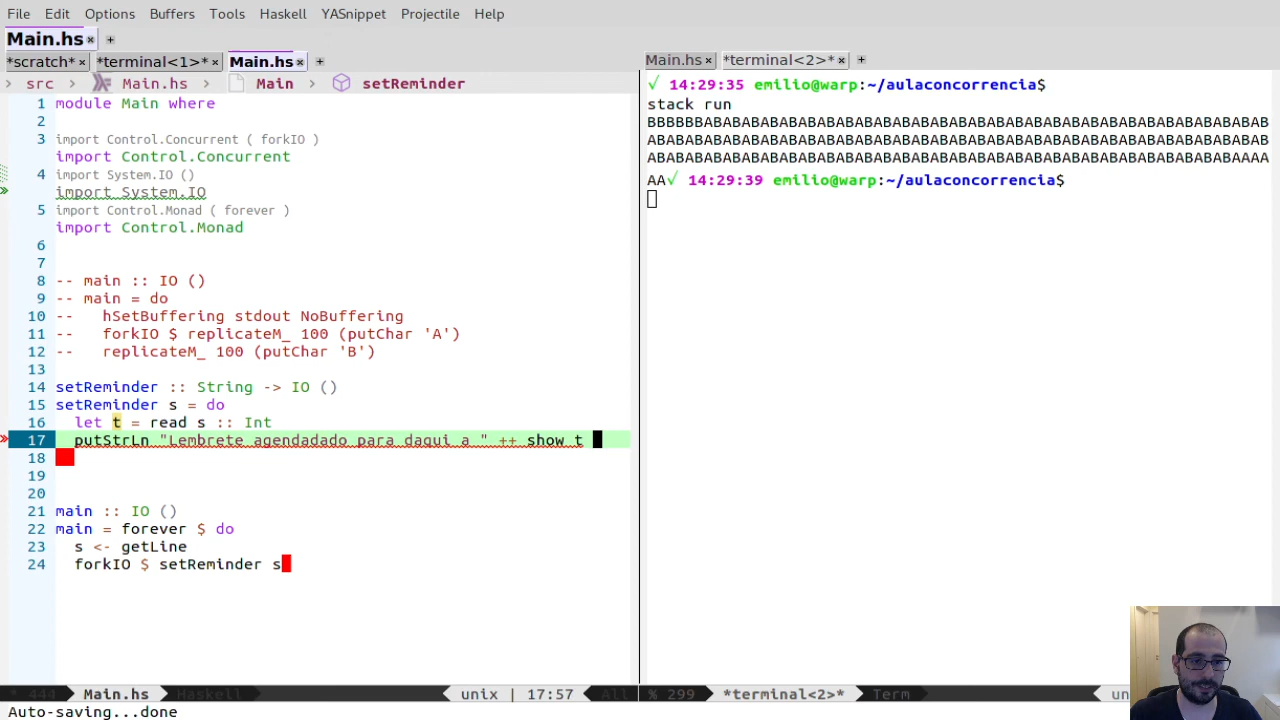 File Edit Options Buffers Tools Haskell YASnippet Projectile Help
Main.hs × +
*scratch* × *terminal<1>* × Main.hs × +
src > Main.hs > Main > setReminder
1 module Main where
2
3 import Control.Concurrent ( forkIO )
import Control.Concurrent
4 import System.IO ()
import System.IO
5 import Control.Monad ( forever )
import Control.Monad
6
7
8 -- main :: IO ()
9 -- main = do
10 --   hSetBuffering stdout NoBuffering
11 --   forkIO $ replicateM_ 100 (putChar 'A')
12 --   replicateM_ 100 (putChar 'B')
13
14 setReminder :: String -> IO ()
15 setReminder s = do
16   let t = read s :: Int
17   putStrLn "Lembrete agendadado para daqui a " ++ show t
18
19
20
21 main :: IO ()
22 main = forever $ do
23   s <- getLine
24   forkIO $ setReminder s
* 444 Main.hs Haskell unix | 17:57 All
Auto-saving...done
Main.hs × *terminal<2>* × +
√ 14:29:35 emilio@warp:~/aulaconcorrencia$
stack run
BBBBBBABABABABABABABABABABABABABABABABABABABABABABABABABABABABABAB
ABABABABABABABABABABABABABABABABABABABABABABABABABABABABABABABABAB
ABABABABABABABABABABABABABABABABABABABABABABABABABABABABABABABAAAA
AA√ 14:29:39 emilio@warp:~/aulaconcorrencia$
% 299 *terminal<2>* Term un